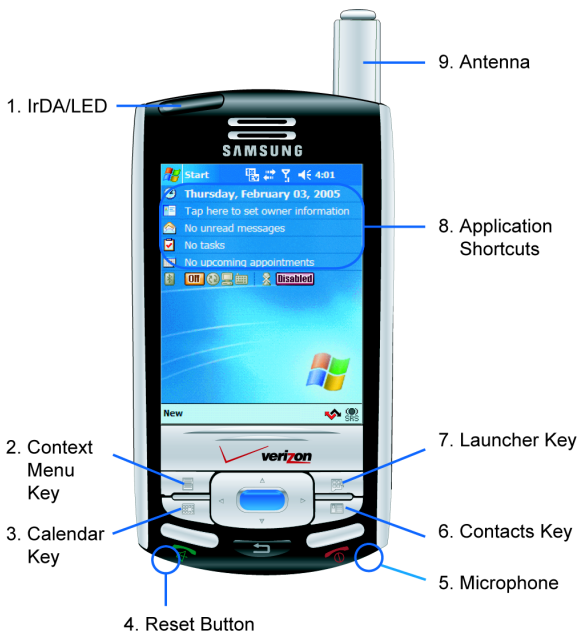 9. Antenna
1. IrDA/LED
SAMSUNG
Start 4:01
Thursday, February 03, 2005
Tap here to set owner information
No unread messages
No tasks
No upcoming appointments
8. Application
Shortcuts
Off Disabled
New
SRS
verizon
2. Context
Menu
Key
7. Launcher Key
3. Calendar
Key
6. Contacts Key
5. Microphone
4. Reset Button